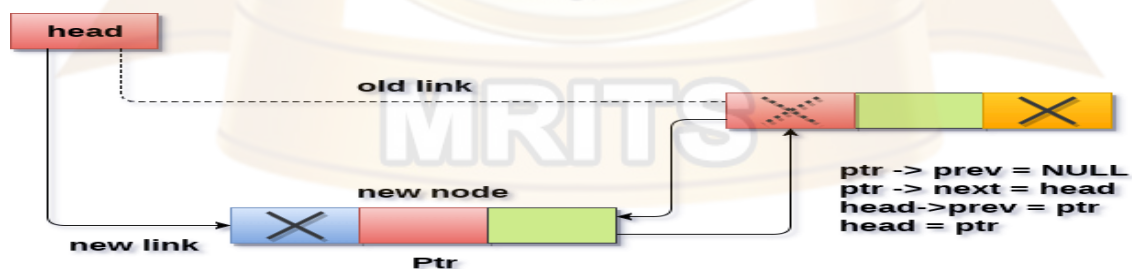 head
old link
MRITS
new node
new link
Ptr
ptr -> prev = NULL
ptr -> next = head
head->prev = ptr
head = ptr